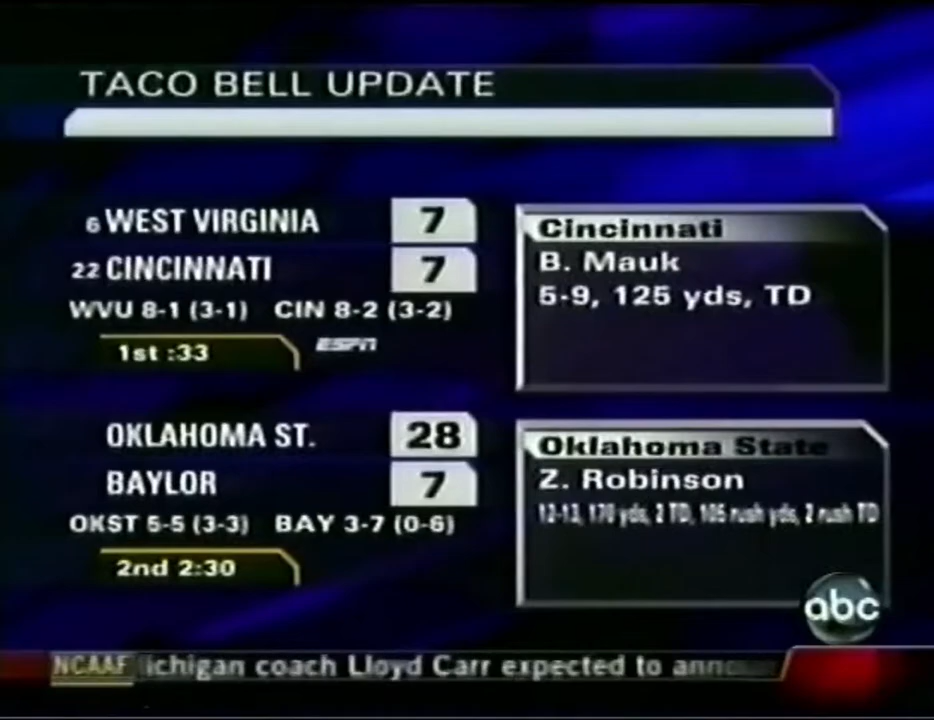 TACO BELL UPDATE
6 WEST VIRGINIA 7
22 CINCINNATI 7
WVU 8-1 (3-1) CIN 8-2 (3-2)
1st :33 ESPN
Cincinnati
B. Mauk
5-9, 125 yds, TD
OKLAHOMA ST. 28
BAYLOR 7
OKST 5-5 (3-3) BAY 3-7 (0-6)
2nd 2:30
Oklahoma State
Z. Robinson
12-13, 170 yds, 2 TD, 105 rush yds, 2 rush TD
abc
NCAAF ichigan coach Lloyd Carr expected to